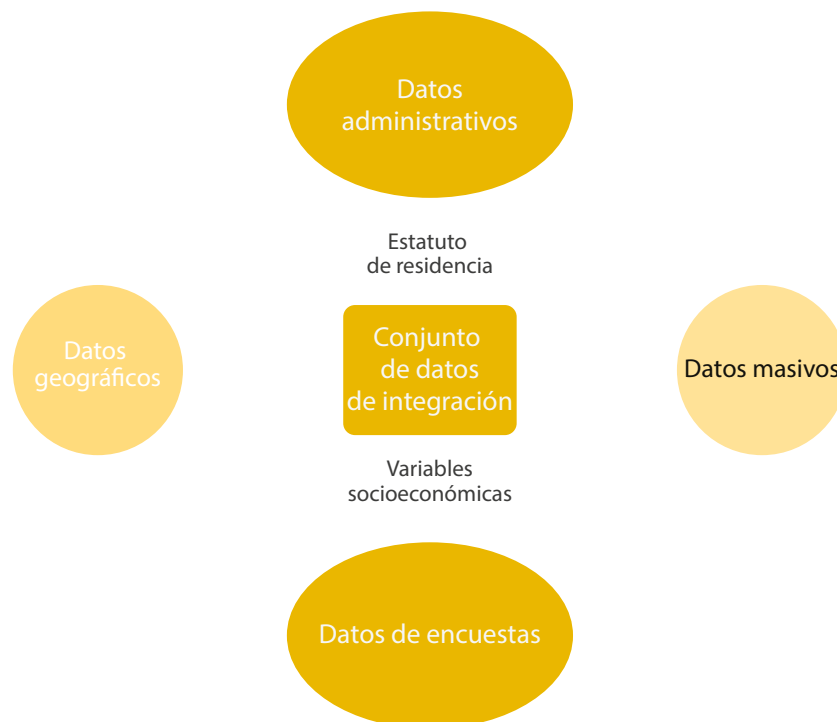 Datos
administrativos
Estatuto
de residencia
Datos
geográficos
Conjunto
de datos
de integración
Datos masivos
Variables
socioeconómicas
Datos de encuestas